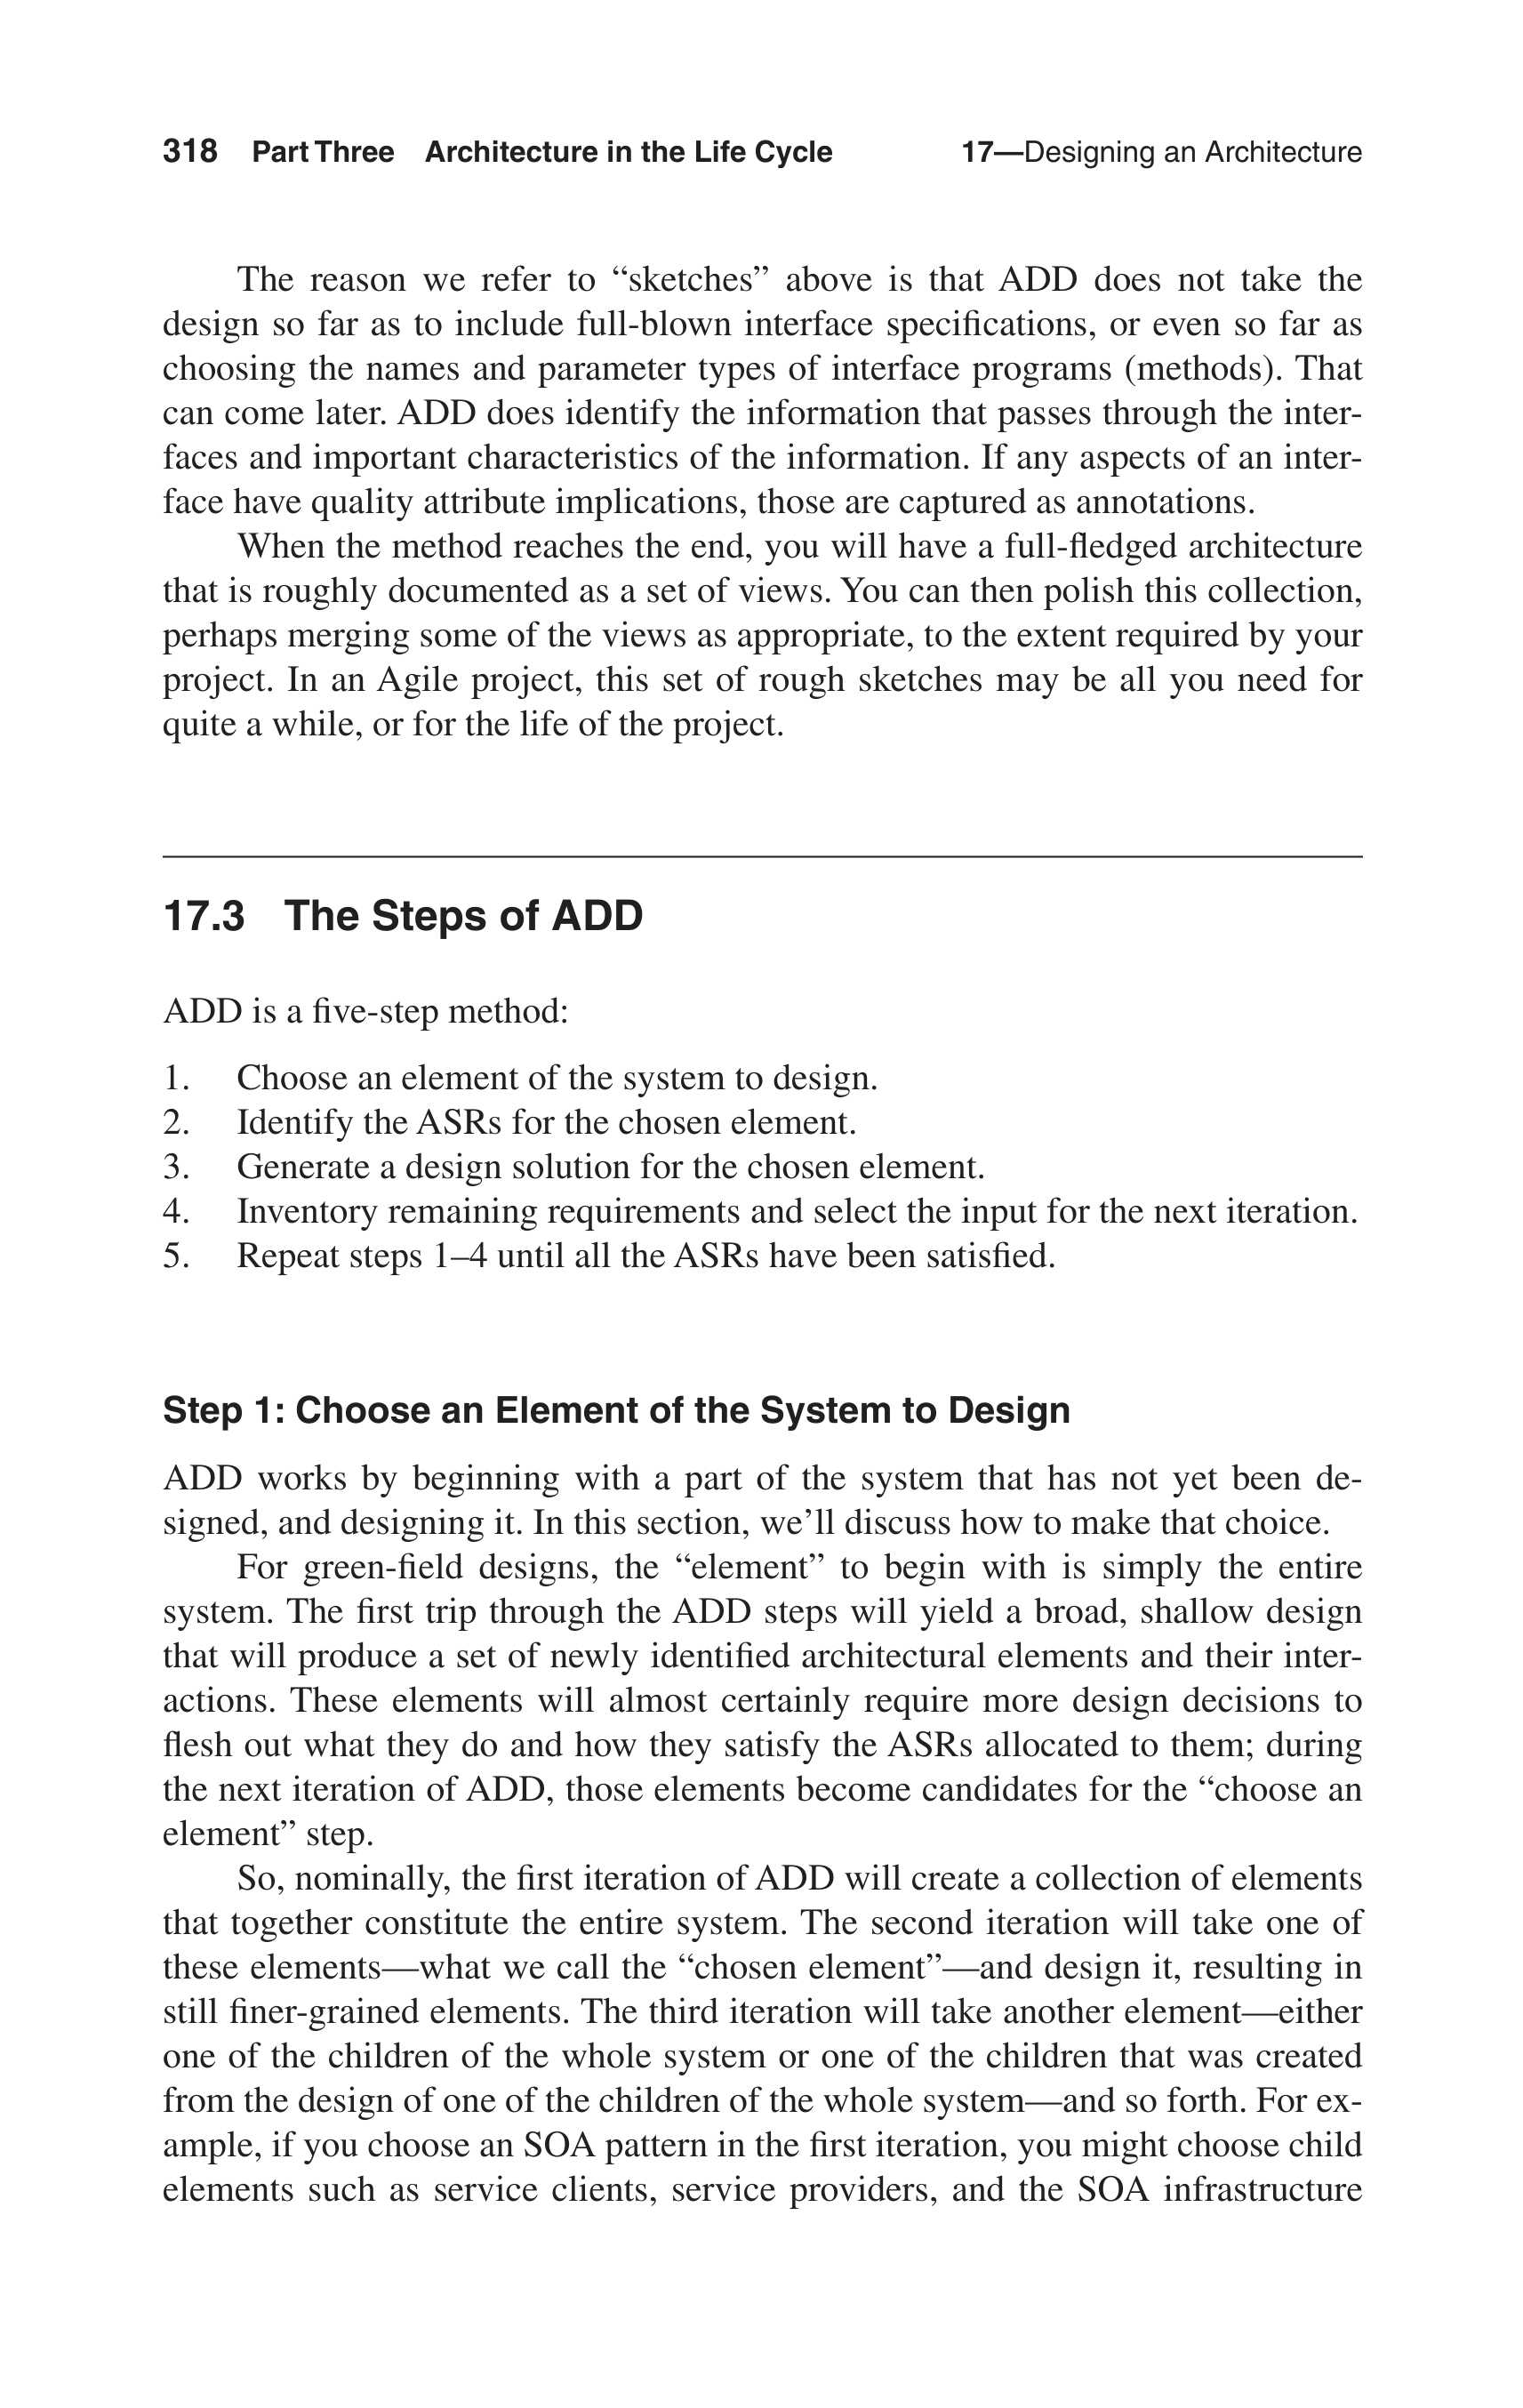 318 Part Three Architecture in the Life Cycle 17—Designing an Architecture
The reason we refer to “sketches” above is that ADD does not take the
design so far as to include full-blown interface specifications, or even so far as
choosing the names and parameter types of interface programs (methods). That
can come later. ADD does identify the information that passes through the inter-
faces and important characteristics of the information. If any aspects of an inter-
face have quality attribute implications, those are captured as annotations.
When the method reaches the end, you will have a full-fledged architecture
that is roughly documented as a set of views. You can then polish this collection,
perhaps merging some of the views as appropriate, to the extent required by your
project. In an Agile project, this set of rough sketches may be all you need for
quite a while, or for the life of the project.
17.3 The Steps of ADD
ADD is a five-step method:
1. Choose an element of the system to design.
2. Identify the ASRs for the chosen element.
3. Generate a design solution for the chosen element.
4. Inventory remaining requirements and select the input for the next iteration.
5. Repeat steps 1–4 until all the ASRs have been satisfied.
Step 1: Choose an Element of the System to Design
ADD works by beginning with a part of the system that has not yet been de-
signed, and designing it. In this section, we’ll discuss how to make that choice.
For green-field designs, the “element” to begin with is simply the entire
system. The first trip through the ADD steps will yield a broad, shallow design
that will produce a set of newly identified architectural elements and their inter-
actions. These elements will almost certainly require more design decisions to
flesh out what they do and how they satisfy the ASRs allocated to them; during
the next iteration of ADD, those elements become candidates for the “choose an
element” step.
So, nominally, the first iteration of ADD will create a collection of elements
that together constitute the entire system. The second iteration will take one of
these elements—what we call the “chosen element”—and design it, resulting in
still finer-grained elements. The third iteration will take another element—either
one of the children of the whole system or one of the children that was created
from the design of one of the children of the whole system—and so forth. For ex-
ample, if you choose an SOA pattern in the first iteration, you might choose child
elements such as service clients, service providers, and the SOA infrastructure